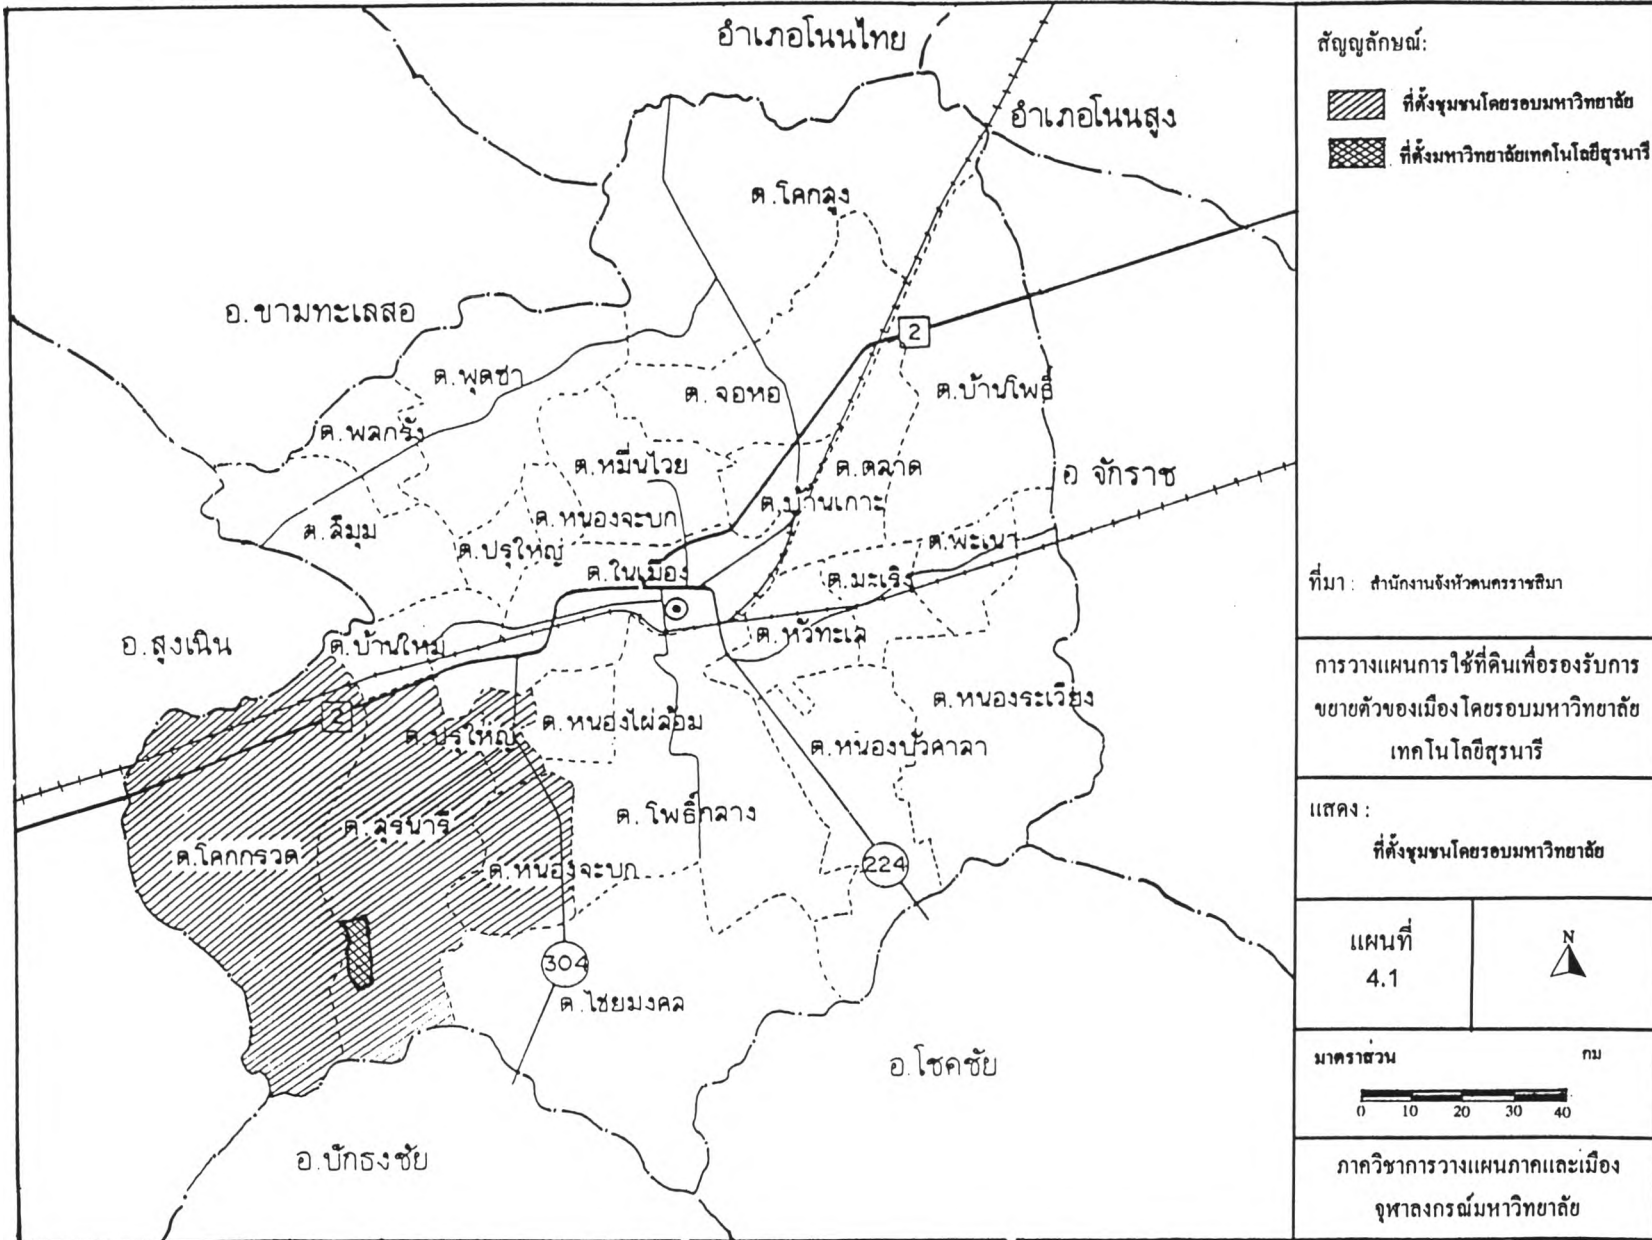 อำเภอโนนไทย
อำเภอโนนสูง
ต.โคกสูง
อ.ขามทะเลสอ
2
ต.พุดซา
ต.จอหอ
ต.บ้านโพธิ์
ต.พลกรัง
ต.หมื่นไวย
ต.ตลาด
อ จักราช
ต.บ้านเกาะ
ต.สีมุม
ต.หนองจะบก
ต.ปรุใหญ่
ต.พะเนา
ต.ในเมือง
ต.มะเริง
อ.สูงเนิน
ต.บ้านใหม่
ต.หัวทะเล
ต.หนองระเวียง
2
ต.หนองไผ่ล้อม
ต.ปรุใหญ่
ต.หนองบัวศาลา
ต.สุรนารี
ต.โพธิ์กลาง
ต.โคกกรวด
ต.หนองจะบก
224
304
ต.ไชยมงคล
อ.โชคชัย
อ.ปักธงชัย
สัญญลักษณ์:
ที่ตั้งชุมชนโดยรอบมหาวิทยาลัย
ที่ตั้งมหาวิทยาลัยเทคโนโลยีสุรนารี
ที่มา : สำนักงานจังหวัดนครราชสีมา
การวางแผนการใช้ที่ดินเพื่อรองรับการ
ขยายตัวของเมืองโดยรอบมหาวิทยาลัย
เทคโนโลยีสุรนารี
แสดง :
ที่ตั้งชุมชนโดยรอบมหาวิทยาลัย
แผนที่
4.1
N
มาตราส่วน กม
0 10 20 30 40
ภาควิชาการวางแผนภาคและเมือง
จุฬาลงกรณ์มหาวิทยาลัย